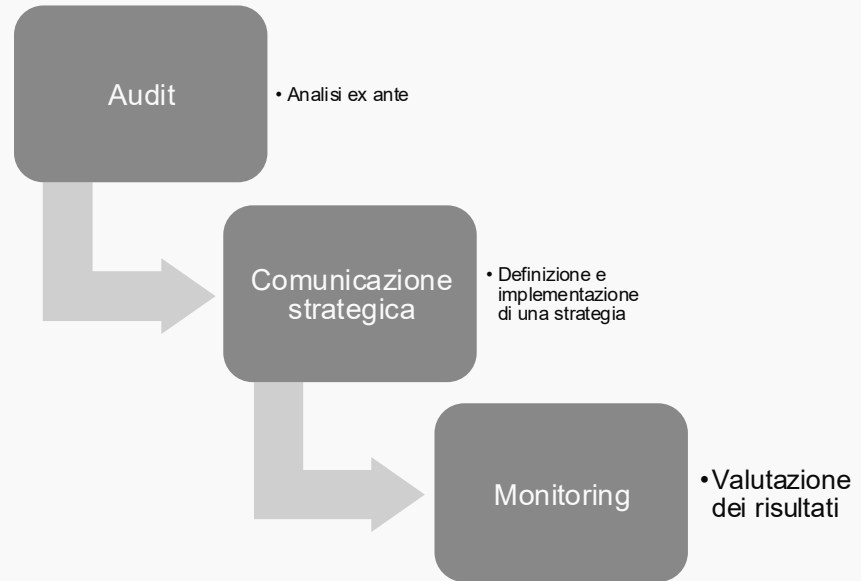 Audit
• Analisi ex ante
Comunicazione
strategica
• Definizione e
implementazione
di una strategia
Monitoring
•Valutazione
dei risultati